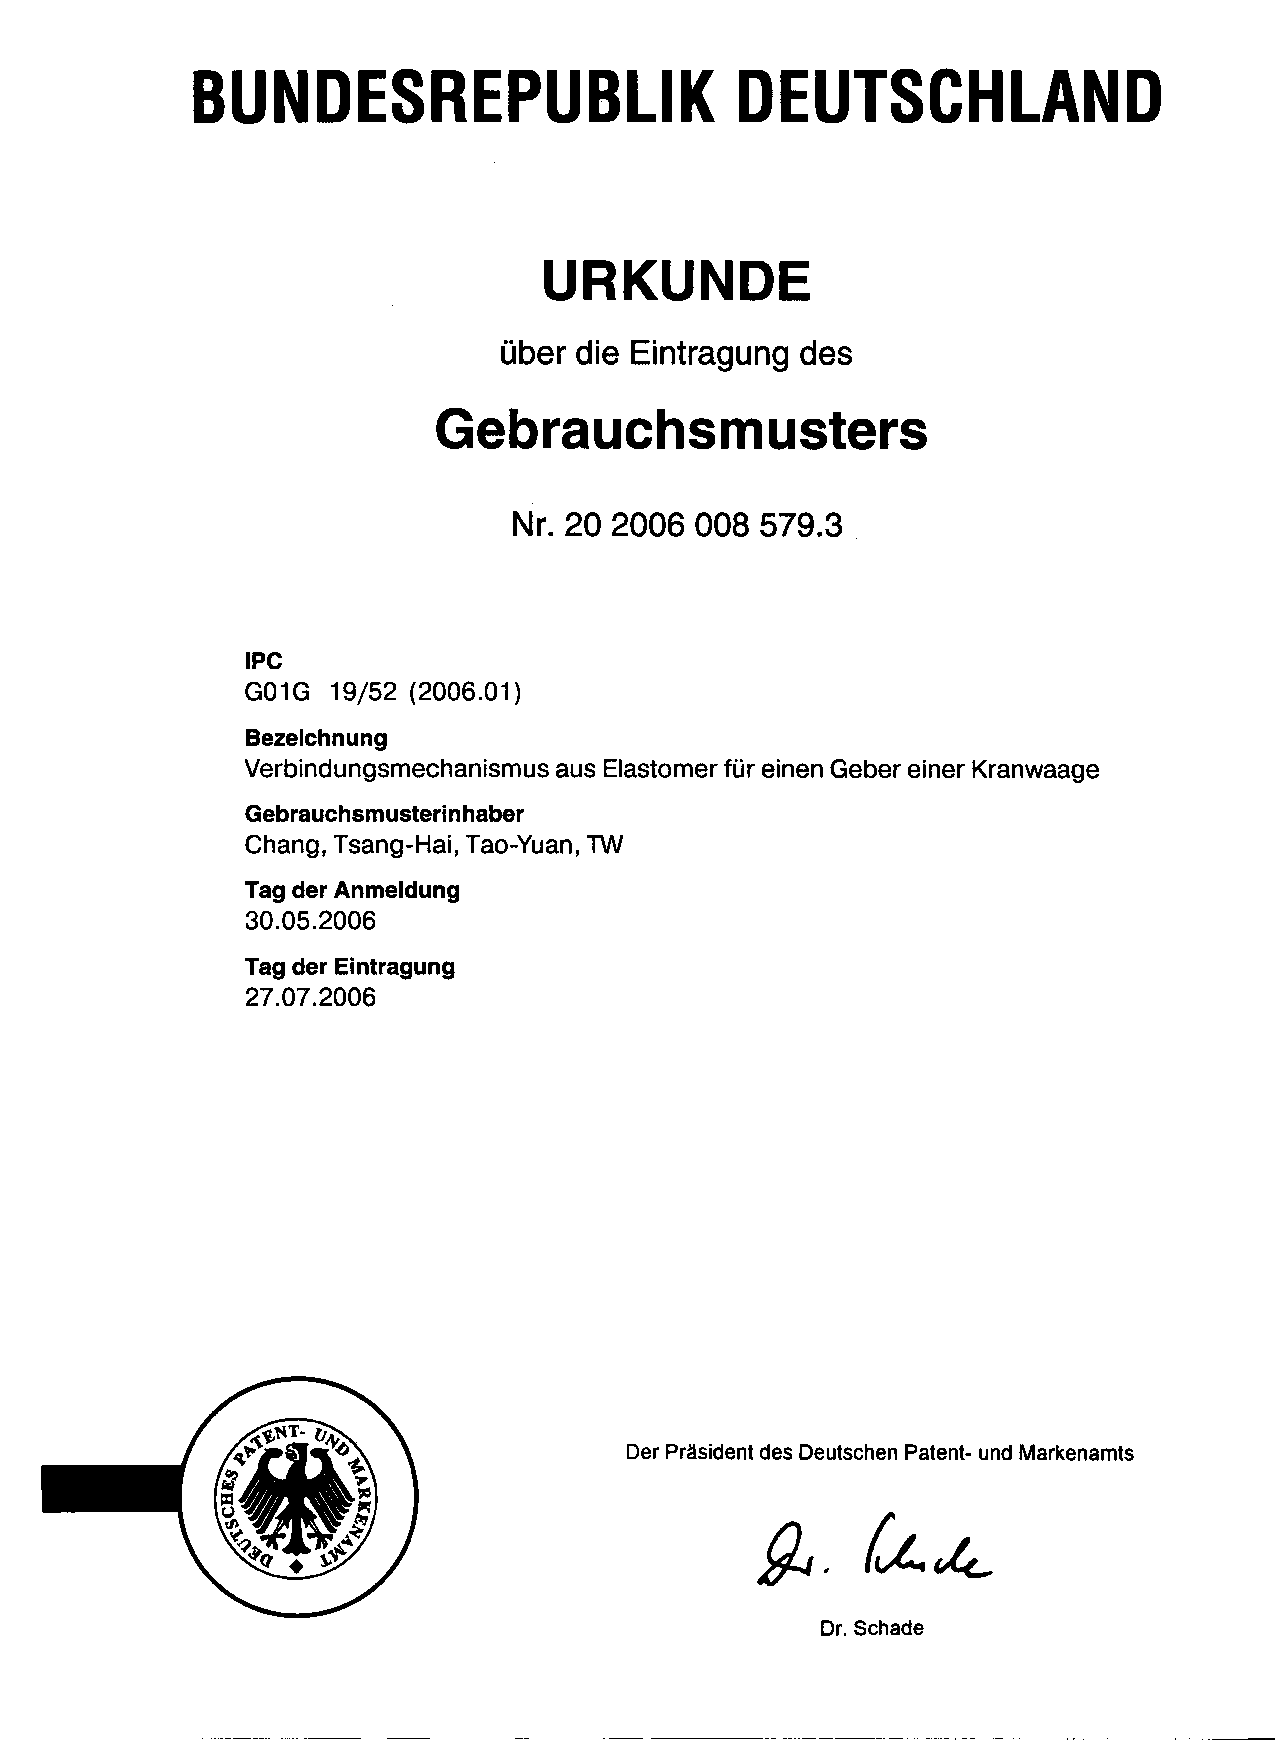 BUNDESREPUBLIK DEUTSCHLAND
URKUNDE
über die Eintragung des
Gebrauchsmusters
Nr. 20 2006 008 579.3
IPC
G01G 19/52 (2006.01)
Bezeichnung
Verbindungsmechanismus aus Elastomer für einen Geber einer Kranwaage
Gebrauchsmusterinhaber
Chang, Tsang-Hai, Tao-Yuan, TW
Tag der Anmeldung
30.05.2006
Tag der Eintragung
27.07.2006
DEUTSCHES PATENT- UND MARKENAMT
Der Präsident des Deutschen Patent- und Markenamts
Dr. Schade
Dr. Schade